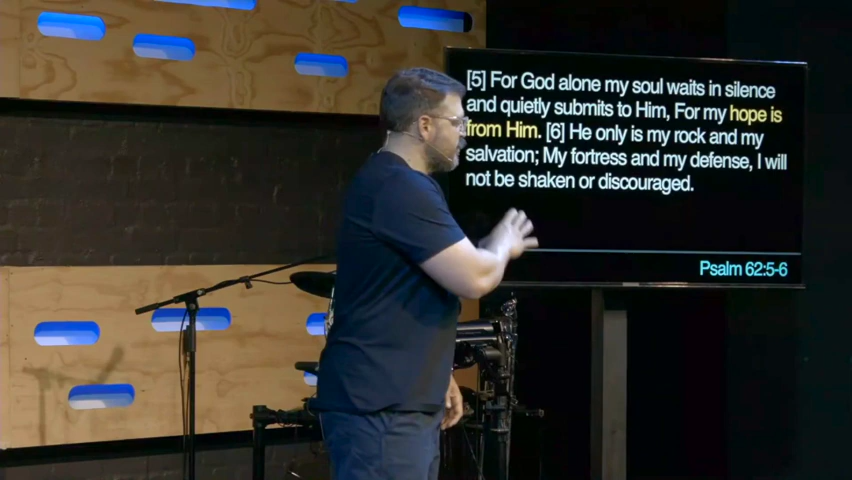 [5] For God alone my soul waits in silence
and quietly submits to Him, For my hope is
from Him. [6] He only is my rock and my
salvation; My fortress and my defense, I will
not be shaken or discouraged.
Psalm 62:5-6